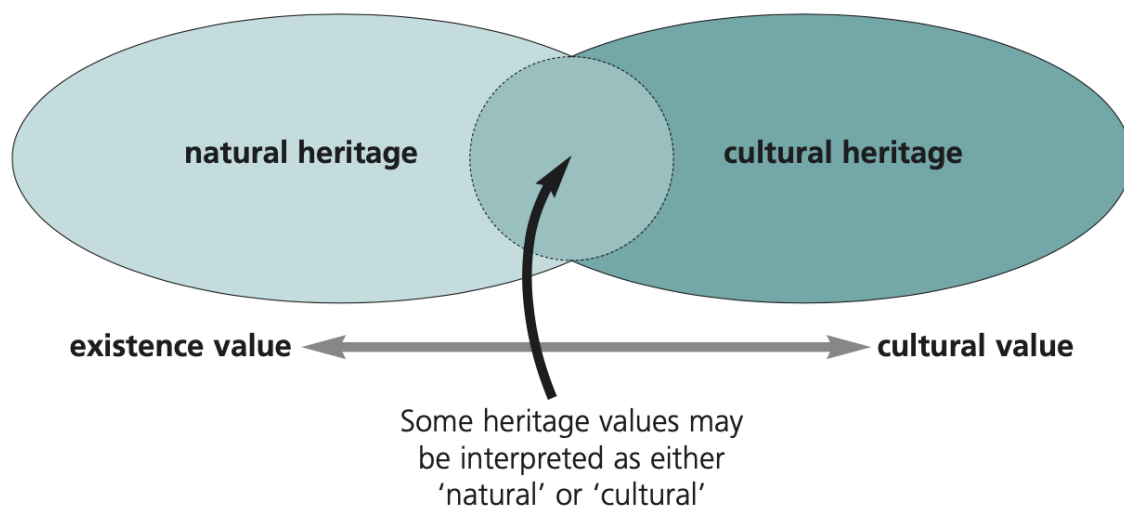 natural heritage
cultural heritage
existence value
cultural value
Some heritage values may
be interpreted as either
‘natural’ or ‘cultural’